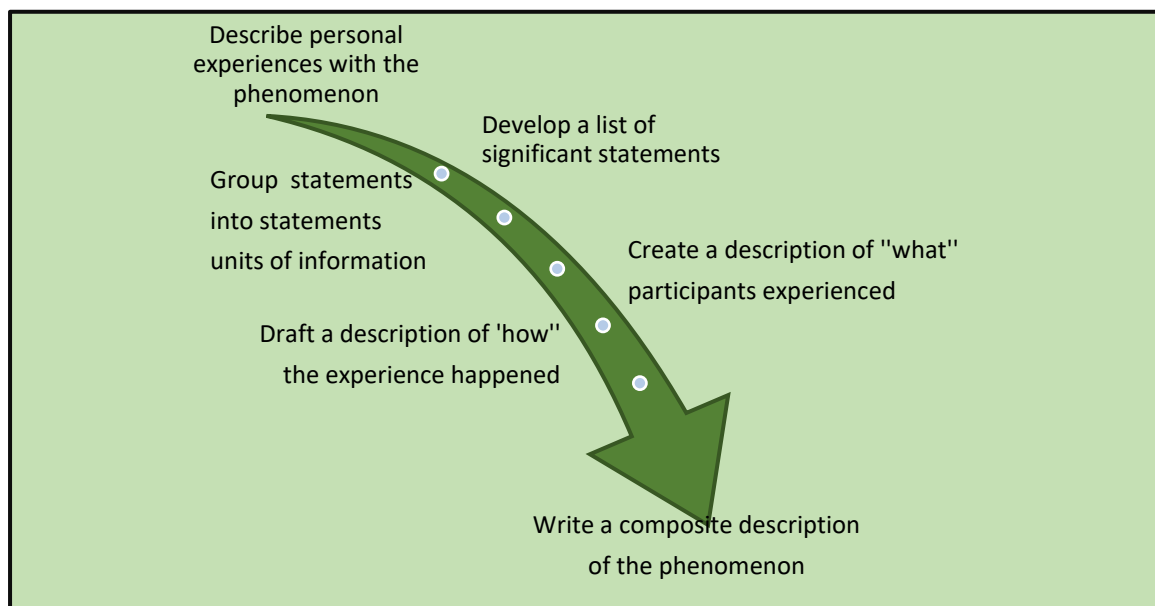 Describe personal
experiences with the
phenomenon
Develop a list of
significant statements
Group  statements
into statements
units of information
Create a description of ''what''
participants experienced
Draft a description of 'how''
the experience happened
Write a composite description
of the phenomenon